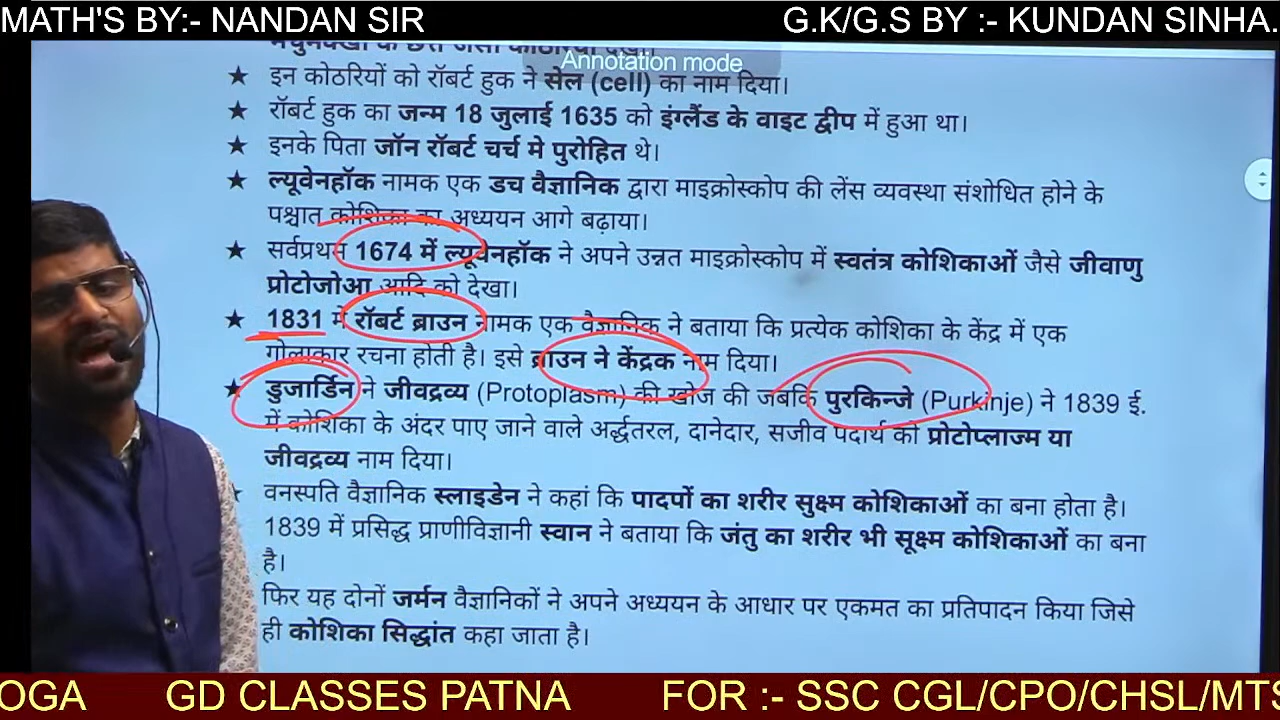 MATH'S BY:- NANDAN SIR G.K/G.S BY :- KUNDAN SINHA.
Annotation mode
★ इन कोठरियों को रॉबर्ट हुक ने सेल (cell) का नाम दिया।
★ रॉबर्ट हुक का जन्म 18 जुलाई 1635 को इंग्लैंड के वाइट द्वीप में हुआ था।
★ इनके पिता जॉन रॉबर्ट चर्च मे पुरोहित थे।
★ ल्यूवेनहॉक नामक एक डच वैज्ञानिक द्वारा माइक्रोस्कोप की लेंस व्यवस्था संशोधित होने के
पश्चात कोशिका का अध्ययन आगे बढ़ाया।
★ सर्वप्रथम 1674 में ल्यूवेनहॉक ने अपने उन्नत माइक्रोस्कोप में स्वतंत्र कोशिकाओं जैसे जीवाणु
प्रोटोजोआ आदि को देखा।
★ 1831 में रॉबर्ट ब्राउन नामक एक वैज्ञानिक ने बताया कि प्रत्येक कोशिका के केंद्र में एक
गोलाकार रचना होती है। इसे ब्राउन ने केंद्रक नाम दिया।
★ डुजार्डिन ने जीवद्रव्य (Protoplasm) की खोज की जबकि पुरकिन्जे (Purkinje) ने 1839 ई.
में कोशिका के अंदर पाए जाने वाले अर्द्धतरल, दानेदार, सजीव पदार्थ को प्रोटोप्लाज्म या
जीवद्रव्य नाम दिया।
★ वनस्पति वैज्ञानिक स्लाइडेन ने कहां कि पादपों का शरीर सुक्ष्म कोशिकाओं का बना होता है।
1839 में प्रसिद्ध प्राणीविज्ञानी स्वान ने बताया कि जंतु का शरीर भी सूक्ष्म कोशिकाओं का बना
है।
फिर यह दोनों जर्मन वैज्ञानिकों ने अपने अध्ययन के आधार पर एकमत का प्रतिपादन किया जिसे
ही कोशिका सिद्धांत कहा जाता है।
OGA GD CLASSES PATNA FOR :- SSC CGL/CPO/CHSL/MTS